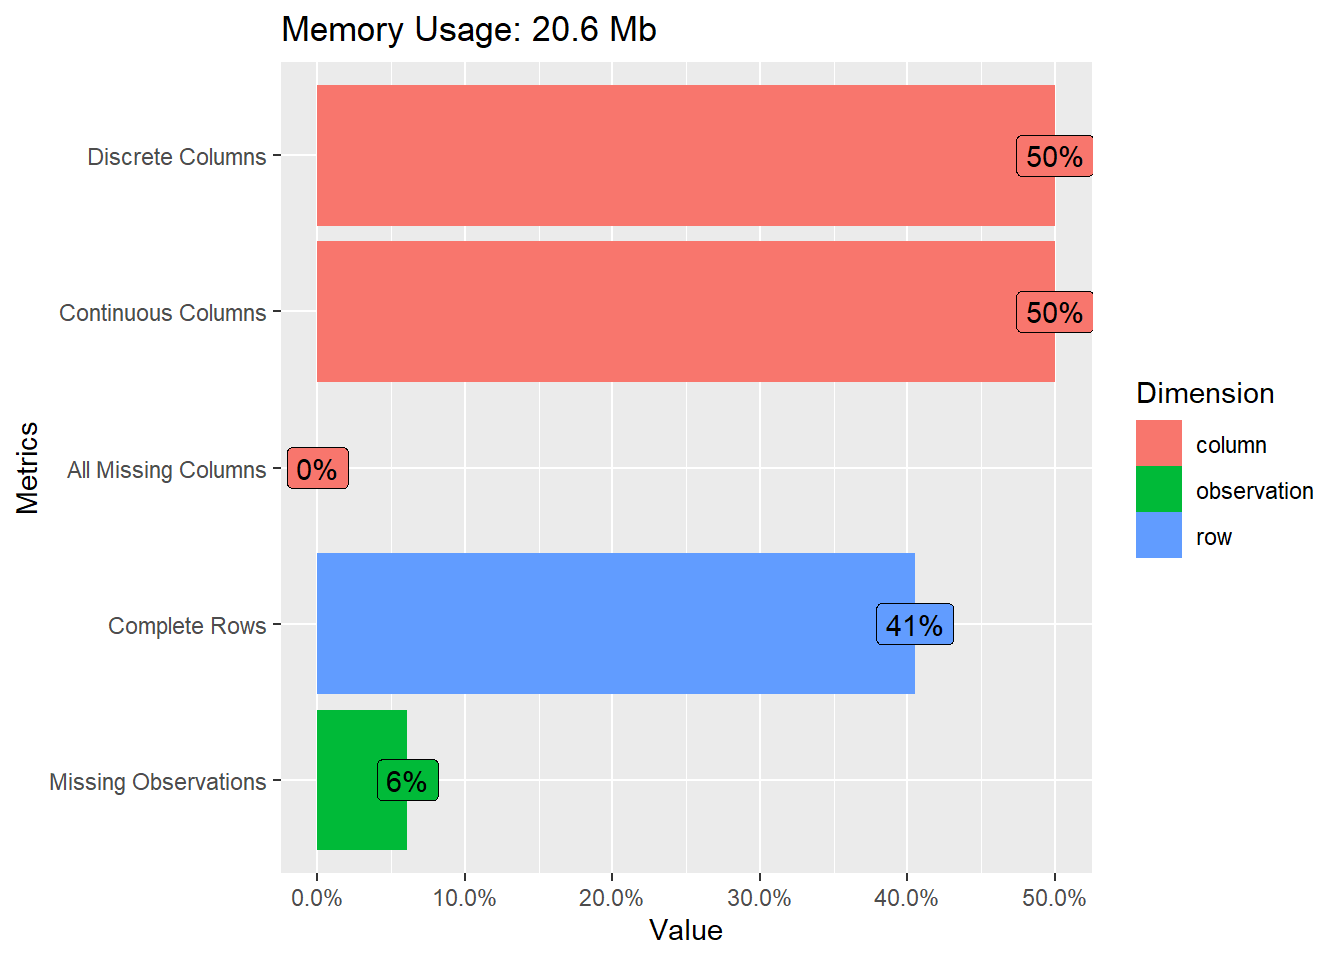 Memory Usage: 20.6 Mb
Discrete Columns
50%
Continuous Columns
50%
All Missing Columns
0%
Complete Rows
41%
Missing Observations
6%
Metrics
0.0%
10.0%
20.0%
30.0%
40.0%
50.0%
Value
Dimension
column
observation
row